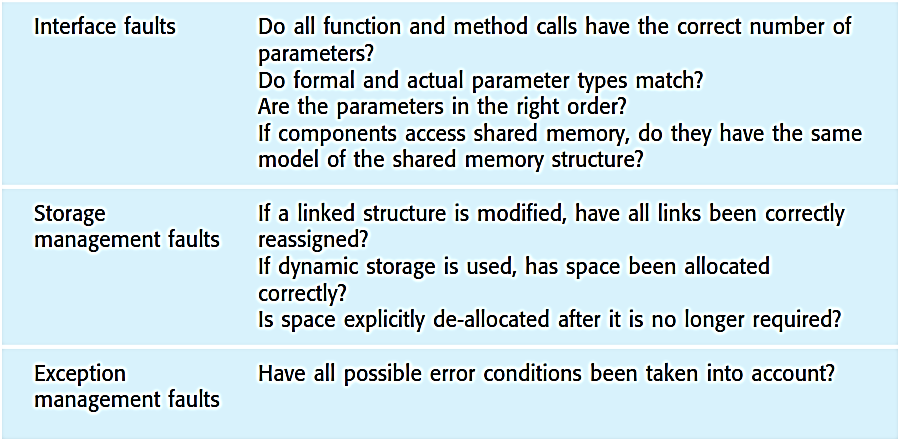 Interface faults
Do all function and method calls have the correct number of
parameters?
Do formal and actual parameter types match?
Are the parameters in the right order?
If components access shared memory, do they have the same
model of the shared memory structure?
Storage
management faults
If a linked structure is modified, have all links been correctly
reassigned?
If dynamic storage is used, has space been allocated
correctly?
Is space explicitly de-allocated after it is no longer required?
Exception
management faults
Have all possible error conditions been taken into account?